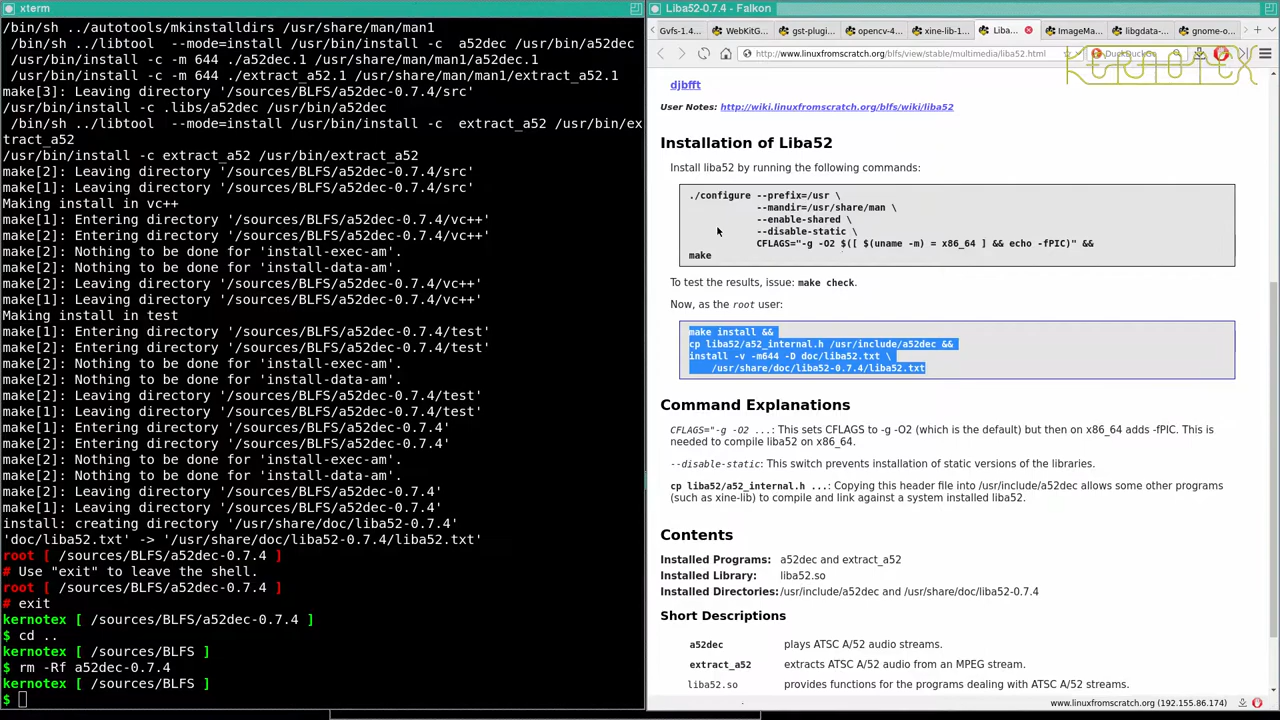 xterm
/bin/sh ../autotools/mkinstalldirs /usr/share/man/man1
/bin/sh ../libtool  --mode=install /usr/bin/install -c  a52dec /usr/bin/a52dec
/usr/bin/install -c -m 644 ./a52dec.1 /usr/share/man/man1/a52dec.1
/usr/bin/install -c -m 644 ./extract_a52.1 /usr/share/man/man1/extract_a52.1
make[3]: Leaving directory '/sources/BLFS/a52dec-0.7.4/src'
/usr/bin/install -c .libs/a52dec /usr/bin/a52dec
/bin/sh ../libtool  --mode=install /usr/bin/install -c  extract_a52 /usr/bin/ex
tract_a52
/usr/bin/install -c extract_a52 /usr/bin/extract_a52
make[2]: Leaving directory '/sources/BLFS/a52dec-0.7.4/src'
make[1]: Leaving directory '/sources/BLFS/a52dec-0.7.4/src'
Making install in vc++
make[1]: Entering directory '/sources/BLFS/a52dec-0.7.4/vc++'
make[2]: Entering directory '/sources/BLFS/a52dec-0.7.4/vc++'
make[2]: Nothing to be done for 'install-exec-am'.
make[2]: Nothing to be done for 'install-data-am'.
make[2]: Leaving directory '/sources/BLFS/a52dec-0.7.4/vc++'
make[1]: Leaving directory '/sources/BLFS/a52dec-0.7.4/vc++'
Making install in test
make[1]: Entering directory '/sources/BLFS/a52dec-0.7.4/test'
make[2]: Entering directory '/sources/BLFS/a52dec-0.7.4/test'
make[2]: Nothing to be done for 'install-exec-am'.
make[2]: Nothing to be done for 'install-data-am'.
make[2]: Leaving directory '/sources/BLFS/a52dec-0.7.4/test'
make[1]: Leaving directory '/sources/BLFS/a52dec-0.7.4/test'
make[1]: Entering directory '/sources/BLFS/a52dec-0.7.4'
make[2]: Entering directory '/sources/BLFS/a52dec-0.7.4'
make[2]: Nothing to be done for 'install-exec-am'.
make[2]: Nothing to be done for 'install-data-am'.
make[2]: Leaving directory '/sources/BLFS/a52dec-0.7.4'
make[1]: Leaving directory '/sources/BLFS/a52dec-0.7.4'
install: creating directory '/usr/share/doc/liba52-0.7.4'
'doc/liba52.txt' -> '/usr/share/doc/liba52-0.7.4/liba52.txt'
root [ /sources/BLFS/a52dec-0.7.4 ]
# Use "exit" to leave the shell.
root [ /sources/BLFS/a52dec-0.7.4 ]
# exit
kernotex [ /sources/BLFS/a52dec-0.7.4 ]
$ cd ..
kernotex [ /sources/BLFS ]
$ rm -Rf a52dec-0.7.4
kernotex [ /sources/BLFS ]
$
Liba52-0.7.4 - Falkon
Gvfs-1.4... WebKitG... gst-plugi... opencv-4... xine-lib-1... Liba... ImageMa... libgdata-... gnome-o...
http://www.linuxfromscratch.org/blfs/view/stable/multimedia/liba52.html DuckDuckGo
KERNOTEX
djbfft
User Notes: http://wiki.linuxfromscratch.org/blfs/wiki/liba52
Installation of Liba52
Install liba52 by running the following commands:
./configure --prefix=/usr \
--mandir=/usr/share/man \
--enable-shared \
--disable-static \
CFLAGS="-g -O2 $([ $(uname -m) = x86_64 ] && echo -fPIC)" &&
make
To test the results, issue: make check.
Now, as the root user:
make install &&
cp liba52/a52_internal.h /usr/include/a52dec &&
install -v -m644 -D doc/liba52.txt \
/usr/share/doc/liba52-0.7.4/liba52.txt
Command Explanations
CFLAGS="-g -O2 ...: This sets CFLAGS to -g -O2 (which is the default) but then on x86_64 adds -fPIC. This is
needed to compile liba52 on x86_64.
--disable-static: This switch prevents installation of static versions of the libraries.
cp liba52/a52_internal.h ...: Copying this header file into /usr/include/a52dec allows some other programs
(such as xine-lib) to compile and link against a system installed liba52.
Contents
Installed Programs: a52dec and extract_a52
Installed Library: liba52.so
Installed Directories: /usr/include/a52dec and /usr/share/doc/liba52-0.7.4
Short Descriptions
a52dec plays ATSC A/52 audio streams.
extract_a52 extracts ATSC A/52 audio from an MPEG stream.
liba52.so provides functions for the programs dealing with ATSC A/52 streams.
www.linuxfromscratch.org (192.155.86.174)